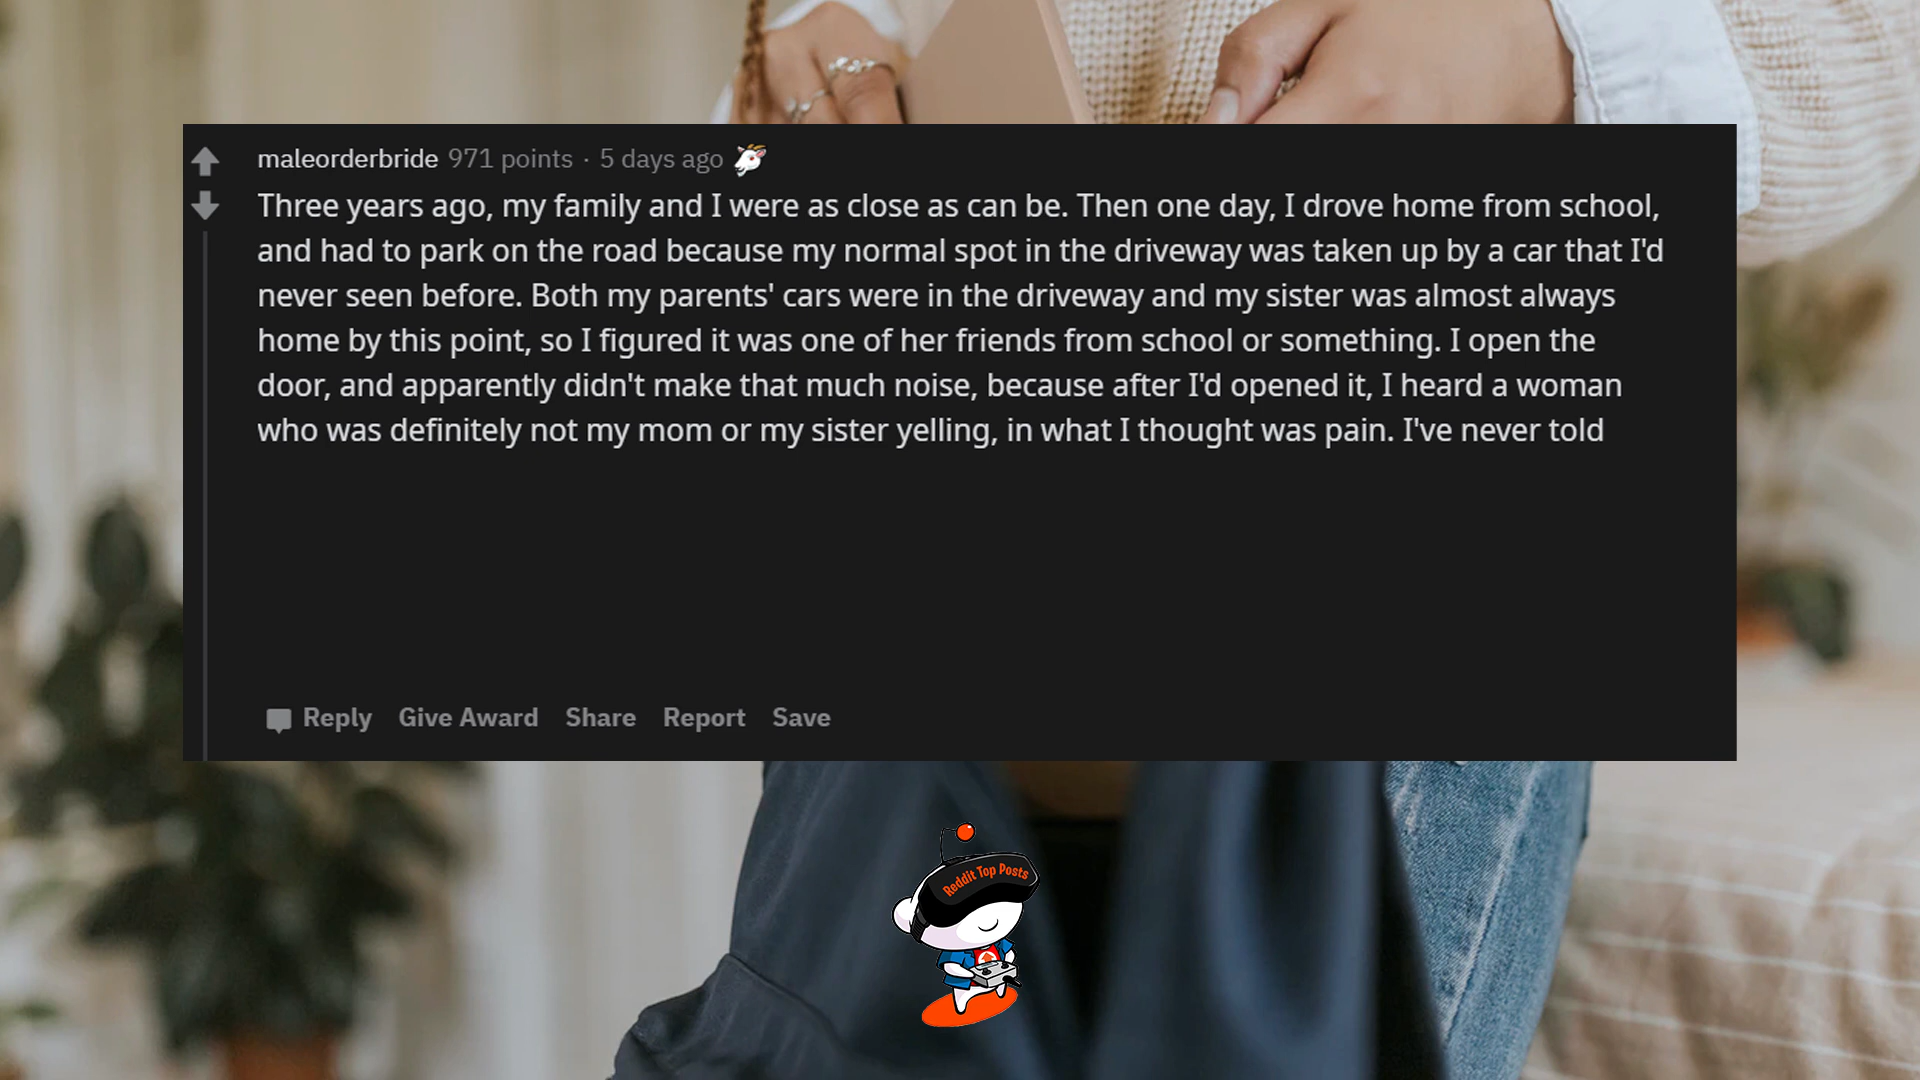 maleorderbride 971 points · 5 days ago
Three years ago, my family and I were as close as can be. Then one day, I drove home from school,
and had to park on the road because my normal spot in the driveway was taken up by a car that I'd
never seen before. Both my parents' cars were in the driveway and my sister was almost always
home by this point, so I figured it was one of her friends from school or something. I open the
door, and apparently didn't make that much noise, because after I'd opened it, I heard a woman
who was definitely not my mom or my sister yelling, in what I thought was pain. I've never told
Reply Give Award Share Report Save
Reddit Top Posts